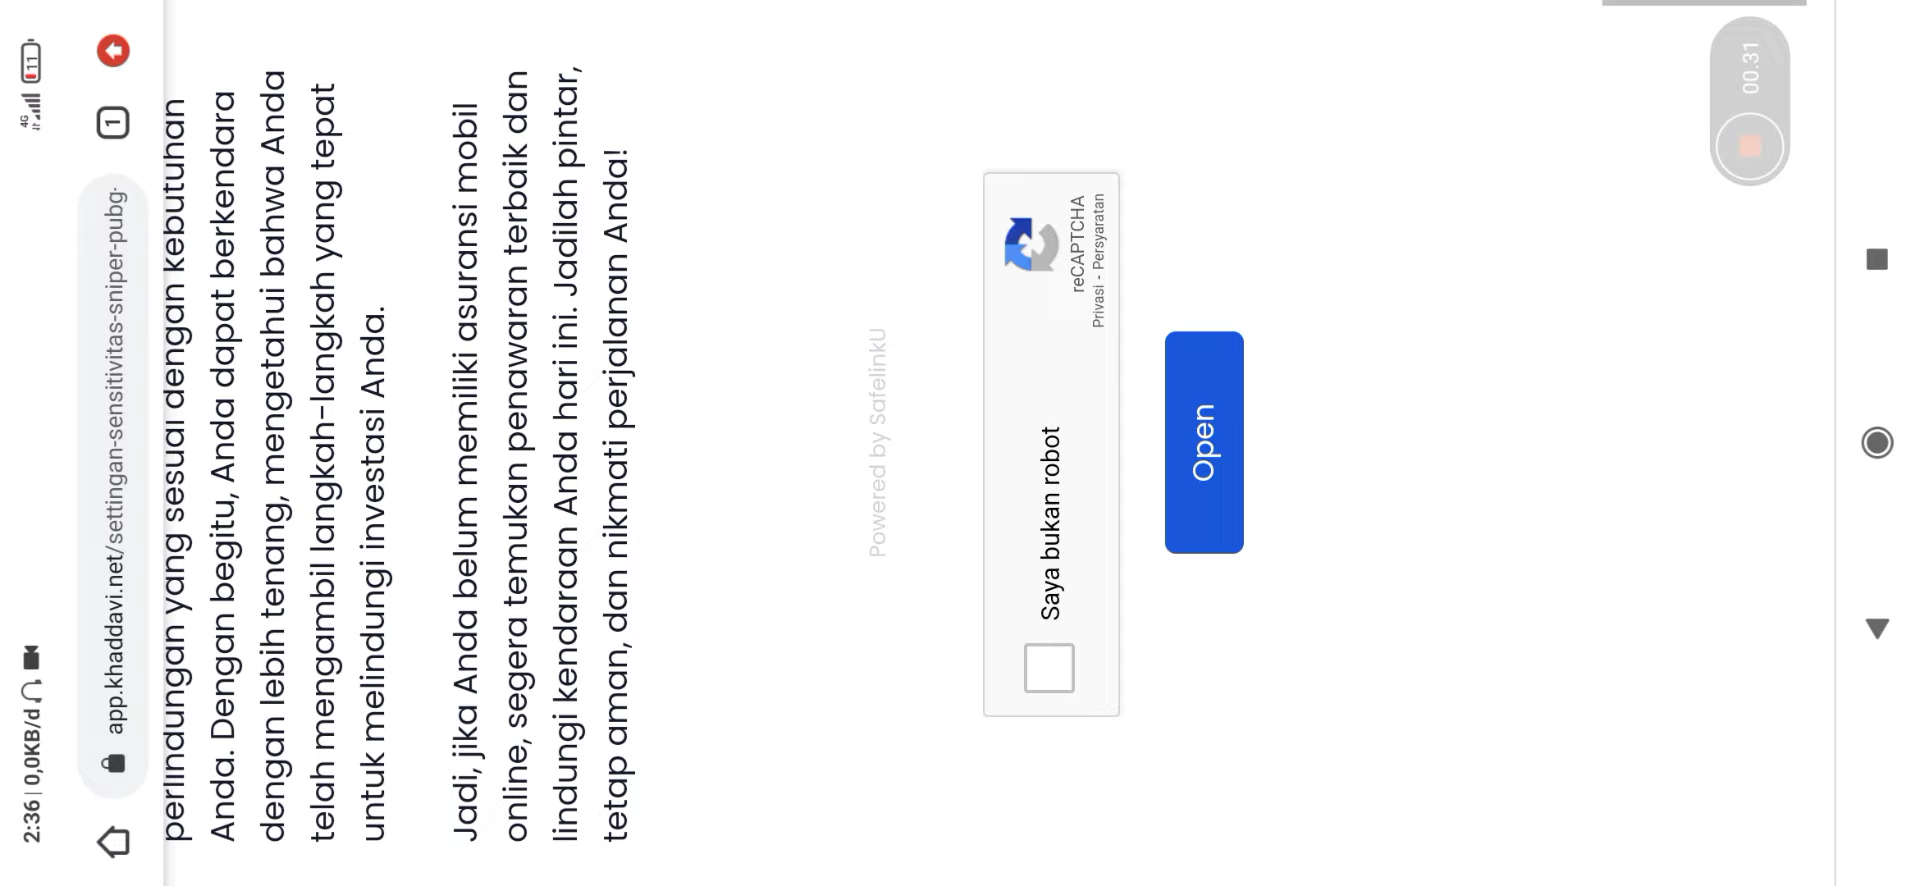 2:36 | 0,0KB/d
4G
11
app.khaddavi.net/settingan-sensitivitas-sniper-pubg-
1
perlindungan yang sesuai dengan kebutuhan
Anda. Dengan begitu, Anda dapat berkendara
dengan lebih tenang, mengetahui bahwa Anda
telah mengambil langkah-langkah yang tepat
untuk melindungi investasi Anda.
Jadi, jika Anda belum memiliki asuransi mobil
online, segera temukan penawaran terbaik dan
lindungi kendaraan Anda hari ini. Jadilah pintar,
tetap aman, dan nikmati perjalanan Anda!
Powered by SafelinkU
Saya bukan robot
reCAPTCHA
Privasi - Persyaratan
Open
00.31